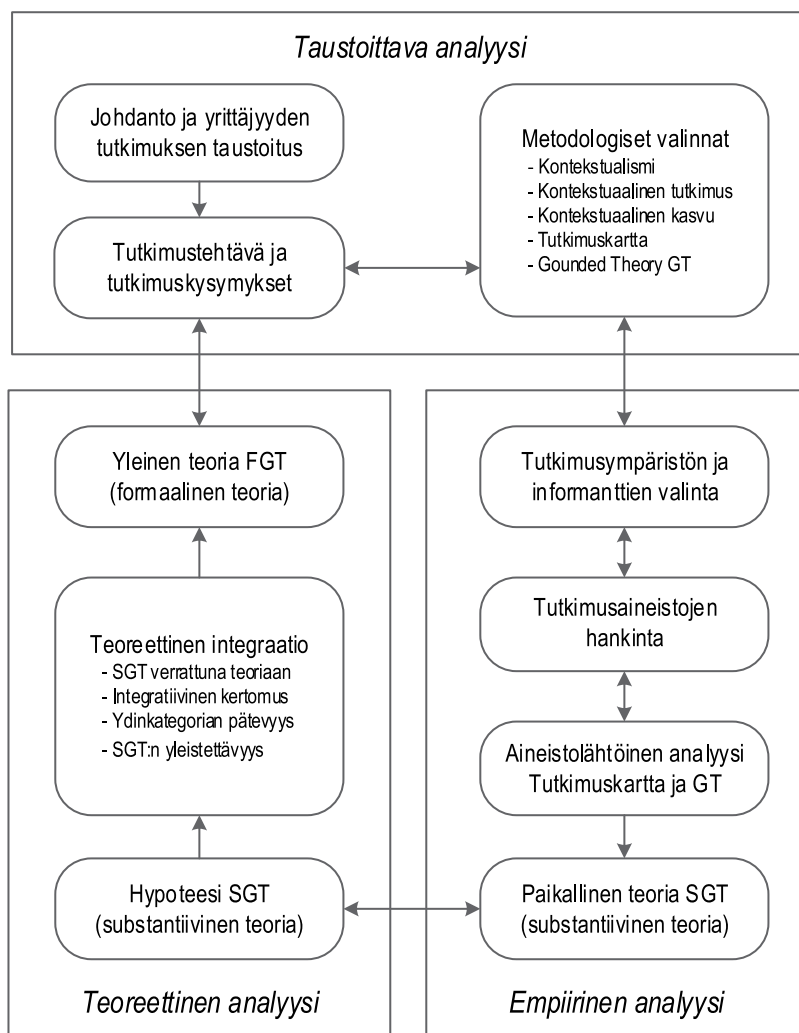 Taustoittava analyysi
Johdanto ja yrittäjyyden
tutkimuksen taustoitus
Tutkimustehtävä ja
tutkimuskysymykset
Metodologiset valinnat
- Kontekstualismi
- Kontekstuaalinen tutkimus
- Kontekstuaalinen kasvu
- Tutkimuskartta
- Gounded Theory GT
Yleinen teoria FGT
(formaalinen teoria)
Teoreettinen integraatio
- SGT verrattuna teoriaan
- Integratiivinen kertomus
- Ydinkategorian pätevyys
- SGT:n yleistettävyys
Hypoteesi SGT
(substantiivinen teoria)
Teoreettinen analyysi
Tutkimusympäristön ja
informanttien valinta
Tutkimusaineistojen
hankinta
Aineistolähtöinen analyysi
Tutkimuskartta ja GT
Paikallinen teoria SGT
(substantiivinen teoria)
Empiirinen analyysi